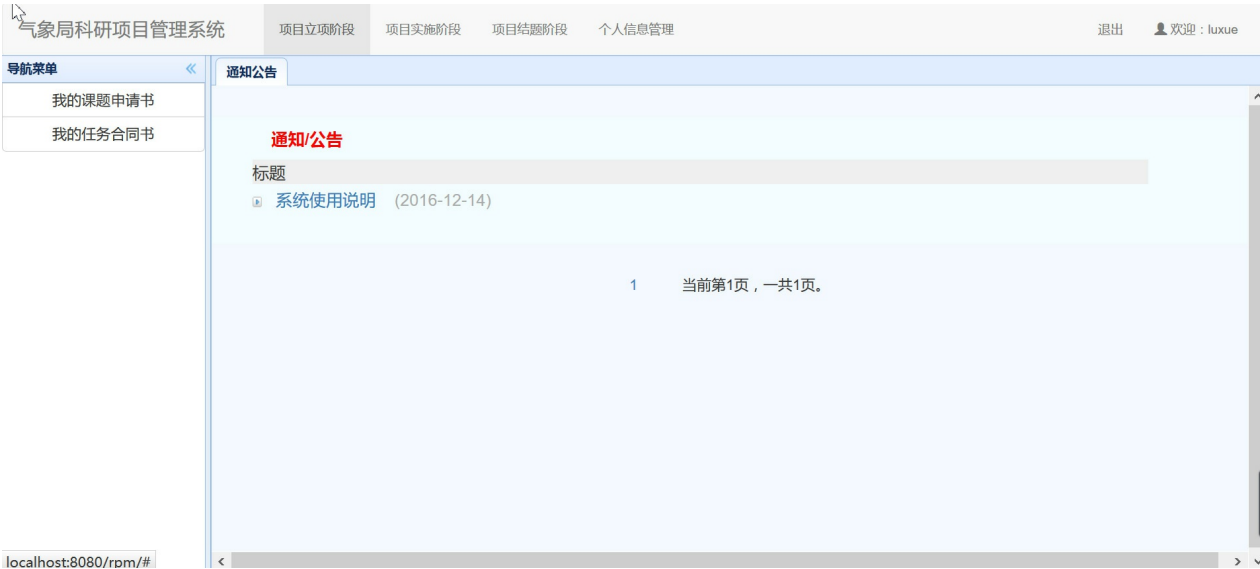 气象局科研项目管理系统 项目立项阶段 项目实施阶段 项目结题阶段 个人信息管理 退出 欢迎：luxue
导航菜单
通知公告
我的课题申请书
我的任务合同书
通知/公告
标题
系统使用说明 (2016-12-14)
1 当前第1页，一共1页。
localhost:8080/rpm/#